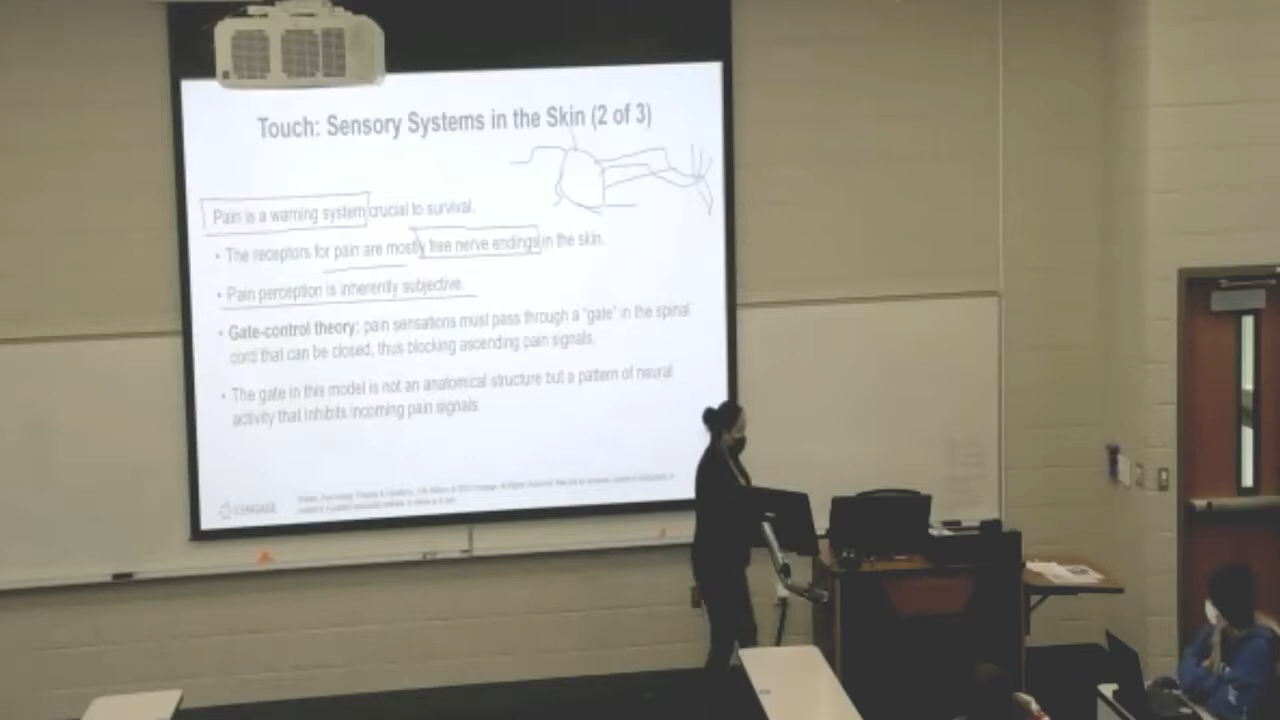 Touch: Sensory Systems in the Skin (2 of 3)
Pain is a warning system crucial to survival.
• The receptors for pain are mostly free nerve endings in the skin.
• Pain perception is inherently subjective.
• Gate-control theory: pain sensations must pass through a "gate" in the spinal
cord that can be closed, thus blocking ascending pain signals.
• The gate in this model is not an anatomical structure but a pattern of neural
activity that inhibits incoming pain signals
CENGAGE